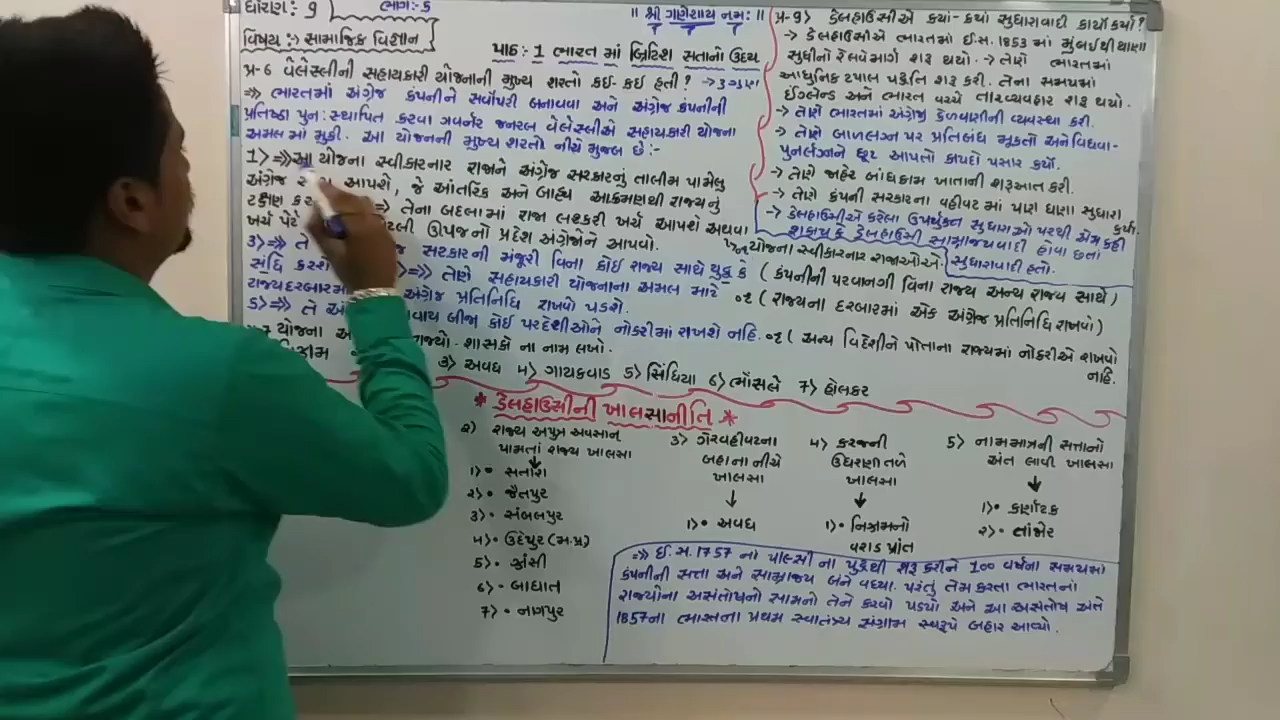 ધોરણ: 9
ભાગ: 5
|| શ્રી ગણેશાય નમ: ||
વિષય :> સામાજિક વિજ્ઞાન
પાઠ: 1 ભારત માં બ્રિટિશ સત્તાનો ઉદય
પ્ર-6 વેલેસ્લીની સહાયકારી યોજનાની મુખ્ય શરતો કઈ-કઈ હતી?
=> ભારતમાં અંગ્રેજ કંપનીને સર્વોપરી બનાવવા અને અંગ્રેજ કંપનીની
પ્રતિષ્ઠા પુન: સ્થાપિત કરવા ગવર્નર જનરલ વેલેસ્લીએ સહાયકારી યોજના
અમલ માં મુકી. આ યોજનાની મુખ્ય શરતો નીચે મુજબ છે:-
1> => આ યોજના સ્વીકારનાર રાજાને અંગ્રેજ સરકારનું તાલીમ પામેલુ
અંગ્રેજ આપશે, જે આંતરિક અને બાહ્ય આક્રમણથી રાજ્યનું
રક્ષણ => તેના બદલામાં રાજા લશ્કરી ખર્ચ આપશે અથવા
ખર્ચ પેટે ઉપજનો પ્રદેશ અંગ્રેજોને આપવો.
3> => તે સરકારની મંજૂરી વિના કોઈ રાજ્ય સાથે યુદ્ધ કે
સંધિ કરશે => તેણે સહાયકારી યોજનાના અમલ માટે
રાજ્યદરબારમાં અંગ્રેજ પ્રતિનિધિ રાખવો પડશે.
5> => તે બીજા કોઈ પરદેશીઓને નોકરીમાં રાખશે નહિ.
યોજના સ્વીકારનાર રાજાઓએ
( કંપનીની પરવાનગી વિના રાજ્ય અન્ય રાજ્ય સાથે )
( રાજ્યના દરબારમાં એક અંગ્રેજ પ્રતિનિધિ રાખવો )
( અન્ય વિદેશીને પોતાના રાજ્યમાં નોકરીએ રાખવો
નહિ.
-7 યોજના શાસકો ના નામ લખો.
3> અવધ 4> ગાયકવાડ 5> સિંધિયા 6> ભોંસલે 7> હોલકર
પ્ર-9> ડેલહાઉસીએ ક્યાં-ક્યાં સુધારાવાદી કાર્યો કર્યા?
-> ડેલહાઉસીએ ભારતમાં ઈ.સ. 1853 માં મુંબઈથી થાણા
સુધીનો રેલવેમાર્ગ શરૂ થયો. -> તેણે ભારતમાં
આધુનિક ટપાલ પદ્ધતિ શરૂ કરી. તેના સમયમાં
ઈંગ્લેન્ડ અને ભારત વચ્ચે તારવ્યવહાર શરૂ થયો.
-> તેણે ભારતમાં અંગ્રેજી કેળવણીની વ્યવસ્થા કરી.
-> તેણે બાળલગ્ન પર પ્રતિબંધ મૂકતો અને વિધવા-
પુનર્લગ્નને છૂટ આપતો કાયદો પસાર કર્યો.
-> તેણે જાહેર બાંધકામ ખાતાની શરૂઆત કરી.
-> તેણે કંપની સરકારના વહીવટ માં પણ ઘણા સુધારા
કર્યા.
-> ડેલહાઉસીએ કરેલા ઉપર્યુક્ત સુધારાઓ પરથી એમ કહી
શકાય કે ડેલહાઉસી સામ્રાજ્યવાદી હોવા છતાં
સુધારાવાદી હતો.
* ડેલહાઉસીની ખાલસાનીતિ *
2) રાજ્ય અપુત્ર અવસાન
પામતાં રાજ્ય ખાલસા
1> • સતારા
2> • જૈતપુર
3> • સંબલપુર
4> • ઉદેપુર (મ.પ્ર)
5> • ઝાંસી
6> • બાઘાત
7> • નાગપુર
3> ગેરવહીવટના
બહાના નીચે
ખાલસા
1> • અવધ
4> કરજની
ઉઘરાણી તળે
ખાલસા
1> • નિઝામનો
વરાડ પ્રાંત
5> નામમાત્રની સત્તાનો
અંત લાવી ખાલસા
1> • કર્ણાટક
2> • તાંજોર
=> ઈ.સ. 1757 ના પ્લાસી ના યુદ્ધથી શરૂ કરીને 100 વર્ષના સમયમાં
કંપનીની સત્તા અને સામ્રાજ્ય બંને વધ્યા. પરંતુ તેમ કરતા ભારતનાં
રાજ્યોના અસંતોષનો સામનો તેને કરવો પડ્યો અને આ અસંતોષ અંતે
1857ના ભારતના પ્રથમ સ્વાતંત્ર્ય સંગ્રામ સ્વરૂપે બહાર આવ્યો.